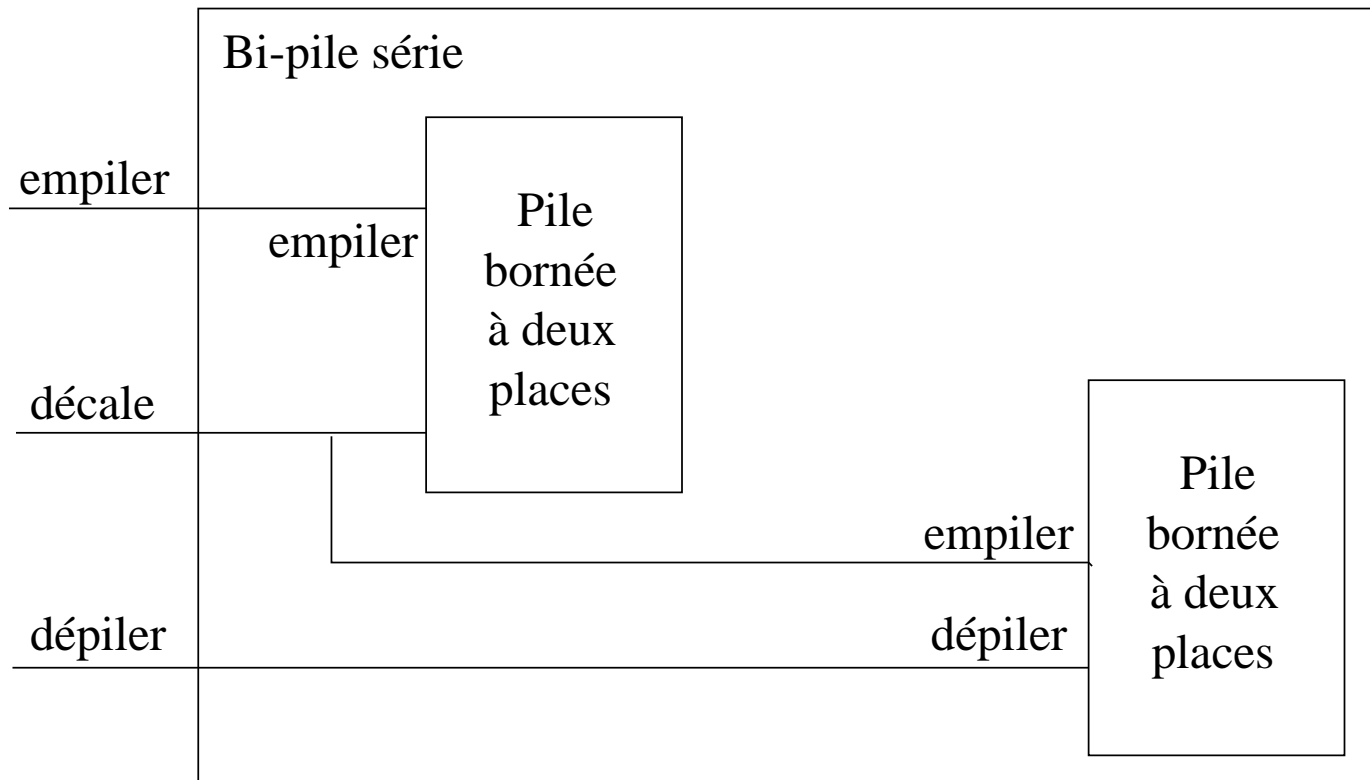 Bi-pile série
empiler
empiler
Pile
bornée
à deux
places
décale
empiler
dépiler
dépiler
Pile
bornée
à deux
places